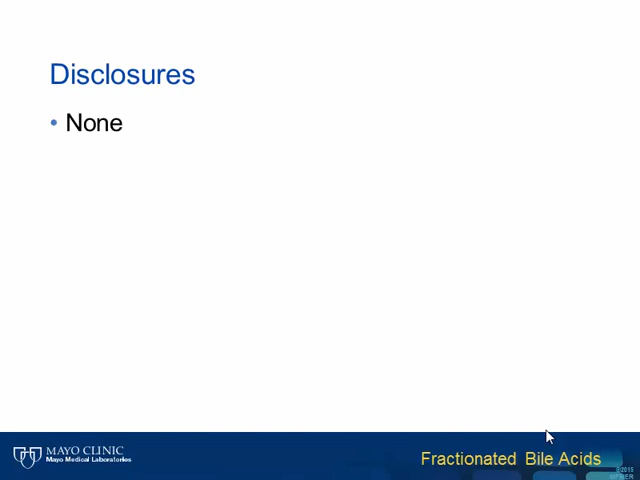 Disclosures
• None
MAYO CLINIC
Mayo Medical Laboratories
Fractionated Bile Acids